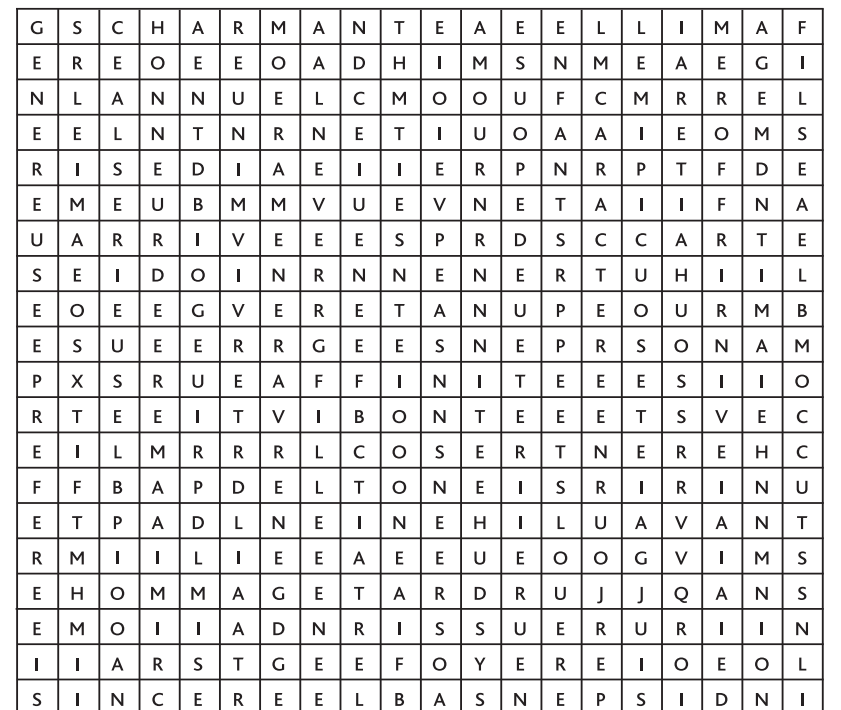 G S C H A R M A N T E A E E L L I M A F
E R E O E E O A D H I M S N M E A E G I
N L A N N U E L C M O O U F C M R R E L
E E L N T N R N E T I U O A A I E O M S
R I S E D I A E I I E R P N R P T F D E
E M E U B M M V U E V N E T A I I F N A
U A R R I V E E E S P R D S C C A R T E
S E I D O I N R N N E N E R T U H I I L
E O E E G V E R E T A N U P E O U R M B
E S U E E R R G E E S N E P R S O N A M
P X S R U E A F F I N I T E E E S I I O
R T E E I T V I B O N T E E E T S V E C
E I L M R R R L C O S E R T N E R E H C
F F B A P D E L T O N E I S R I R I N U
E T P A D L N E I N E H I L U A V A N T
R M I I L I E E A E E U E O O G V I M S
E H O M M A G E T A R D R U J J Q A N S
E M O I I A D N R I S S U E R U R I I N
I I A R S T G E E F O Y E R E I O E O L
S I N C E R E E L B A S N E P S I D N I